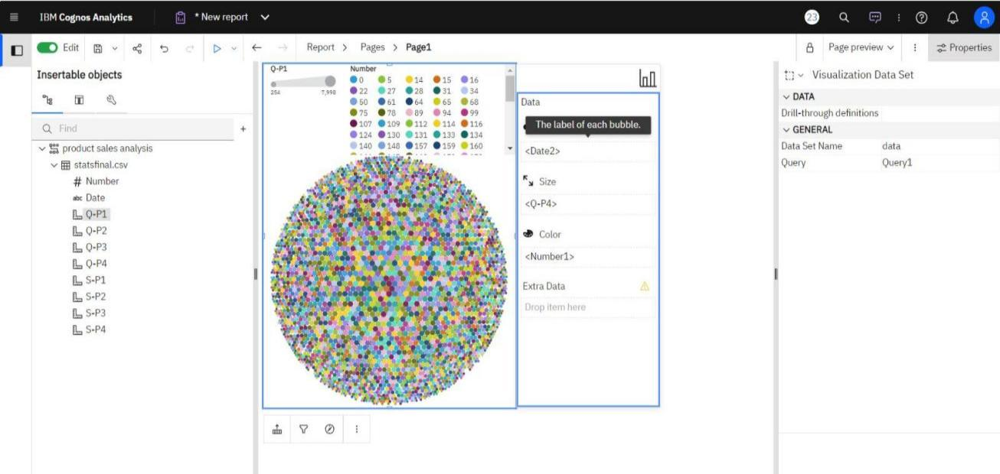 IBM Cognos Analytics * New report 23
Edit Report > Pages > Page1 Page preview Properties
Insertable objects
Find
product sales analysis
statsfinal.csv
Number
abc Date
Q-P1
Q-P2
Q-P3
Q-P4
S-P1
S-P2
S-P3
S-P4
Q-P1
254 7,998
Number
0 5 14 15 16
22 27 28 31 34
50 61 64 65 68
75 78 89 94 99
107 109 112 114 116
124 130 131 133 134
140 148 157 159 160
Data
The label of each bubble.
<Date2>
Size
<Q-P4>
Color
<Number1>
Extra Data
Drop item here
Visualization Data Set
DATA
Drill-through definitions
GENERAL
Data Set Name data
Query Query1